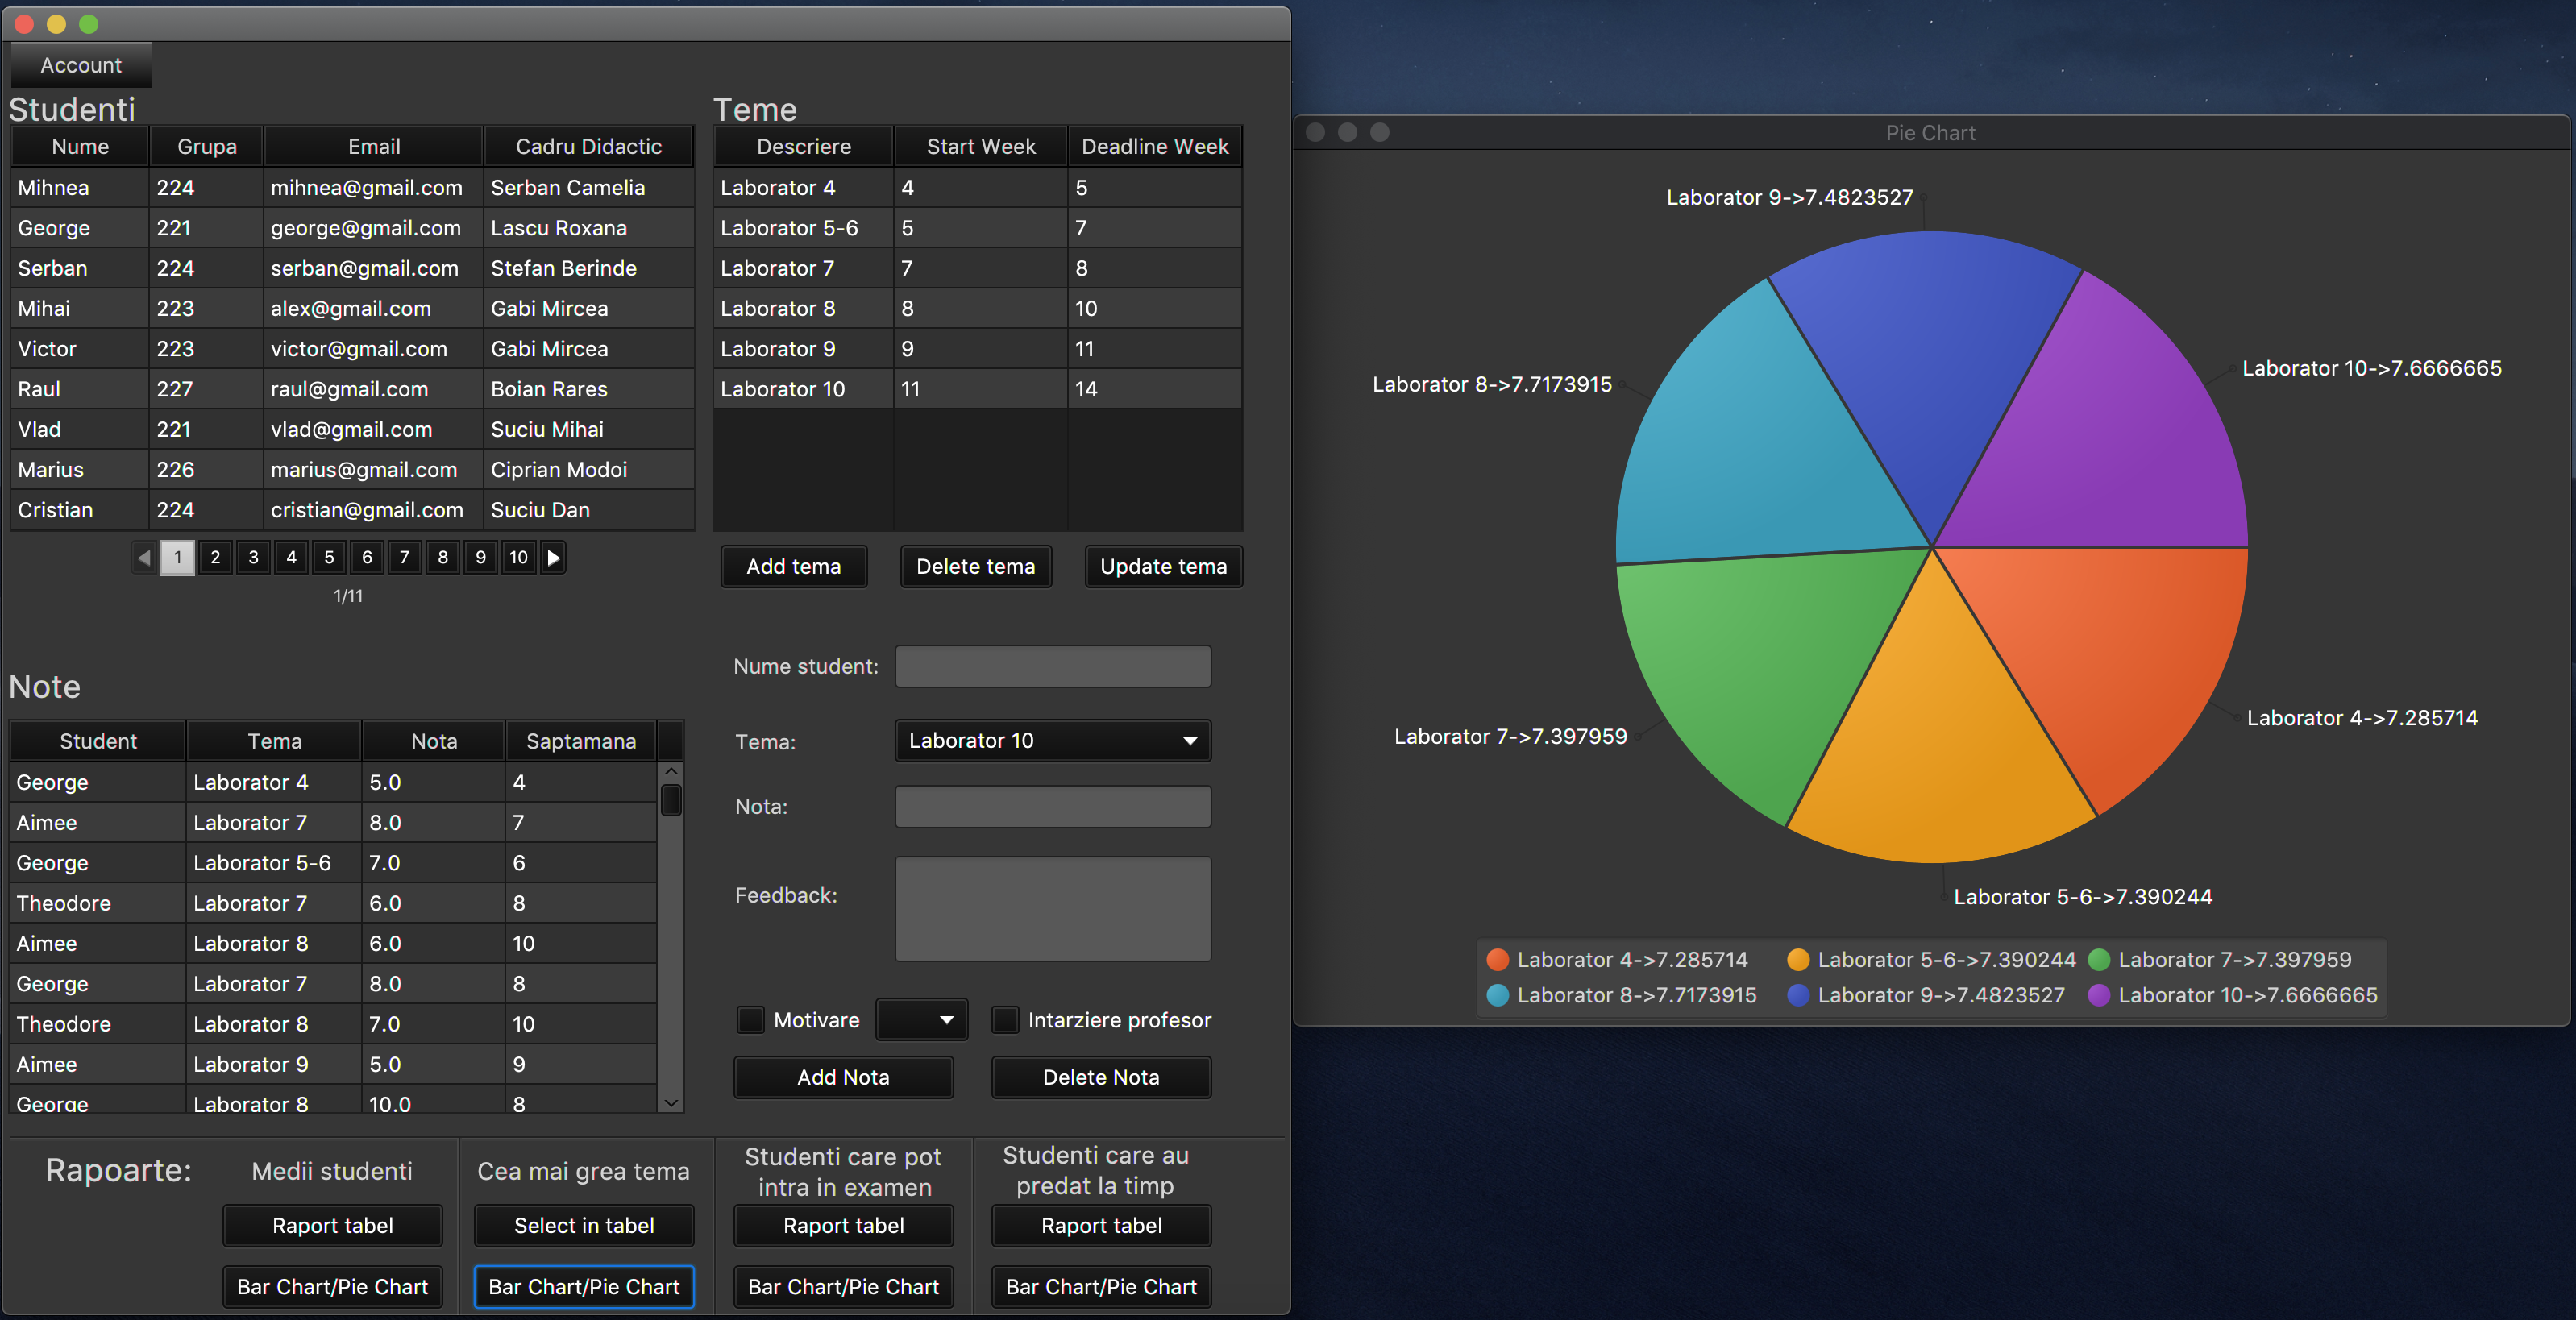 Account
Studenti
Nume Grupa Email Cadru Didactic
Mihnea 224 mihnea@gmail.com Serban Camelia
George 221 george@gmail.com Lascu Roxana
Serban 224 serban@gmail.com Stefan Berinde
Mihai 223 alex@gmail.com Gabi Mircea
Victor 223 victor@gmail.com Gabi Mircea
Raul 227 raul@gmail.com Boian Rares
Vlad 221 vlad@gmail.com Suciu Mihai
Marius 226 marius@gmail.com Ciprian Modoi
Cristian 224 cristian@gmail.com Suciu Dan
1 2 3 4 5 6 7 8 9 10
1/11
Teme
Descriere Start Week Deadline Week
Laborator 4 4 5
Laborator 5-6 5 7
Laborator 7 7 8
Laborator 8 8 10
Laborator 9 9 11
Laborator 10 11 14
Add tema Delete tema Update tema
Note
Student Tema Nota Saptamana
George Laborator 4 5.0 4
Aimee Laborator 7 8.0 7
George Laborator 5-6 7.0 6
Theodore Laborator 7 6.0 8
Aimee Laborator 8 6.0 10
George Laborator 7 8.0 8
Theodore Laborator 8 7.0 10
Aimee Laborator 9 5.0 9
George Laborator 8 10.0 8
Nume student:
Tema: Laborator 10
Nota:
Feedback:
Motivare Intarziere profesor
Add Nota Delete Nota
Rapoarte:
Medii studenti
Raport tabel
Bar Chart/Pie Chart
Cea mai grea tema
Select in tabel
Bar Chart/Pie Chart
Studenti care pot
intra in examen
Raport tabel
Bar Chart/Pie Chart
Studenti care au
predat la timp
Raport tabel
Bar Chart/Pie Chart
Pie Chart
Laborator 9->7.4823527
Laborator 10->7.6666665
Laborator 8->7.7173915
Laborator 4->7.285714
Laborator 7->7.397959
Laborator 5-6->7.390244
Laborator 4->7.285714 Laborator 5-6->7.390244 Laborator 7->7.397959
Laborator 8->7.7173915 Laborator 9->7.4823527 Laborator 10->7.6666665